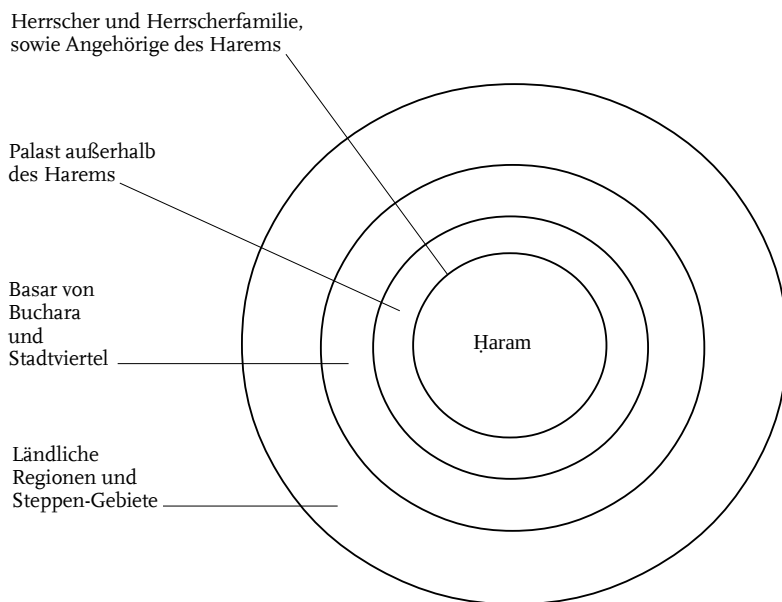 Herrscher und Herrscherfamilie,
sowie Angehörige des Harems
Palast außerhalb
des Harems
Basar von
Buchara
und
Stadtviertel
Ḥaram
Ländliche
Regionen und
Steppen-Gebiete